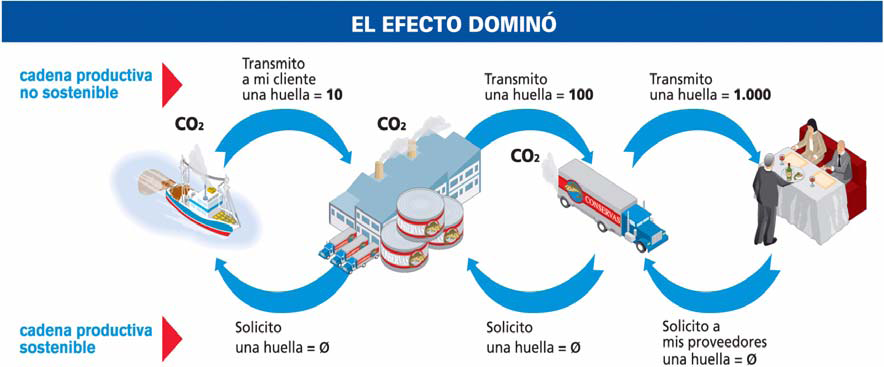 EL EFECTO DOMINÓ
cadena productiva
no sostenible
Transmito
a mi cliente
una huella = 10
Transmito
una huella = 100
Transmito
una huella = 1.000
CO₂
CO₂
CO₂
CONSERVAS
cadena productiva
sostenible
Solicito
una huella = Ø
Solicito
una huella = Ø
Solicito a
mis proveedores
una huella = Ø